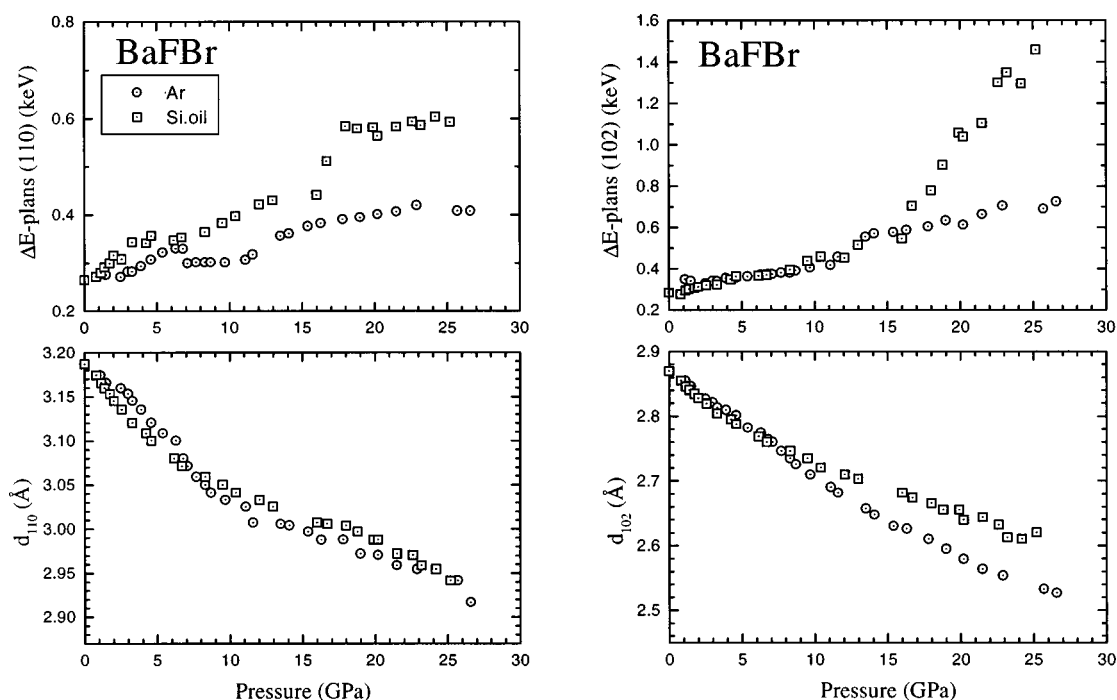 BaFBr
Ar
Si.oil
ΔE-plans (110) (keV)
0.8
0.6
0.4
0.2
0 5 10 15 20 25 30
BaFBr
ΔE-plans (102) (keV)
1.6
1.4
1.2
1.0
0.8
0.6
0.4
0.2
0 5 10 15 20 25 30
d110 (Å)
3.20
3.15
3.10
3.05
3.00
2.95
2.90
0 5 10 15 20 25 30
Pressure (GPa)
d102 (Å)
2.9
2.8
2.7
2.6
2.5
0 5 10 15 20 25 30
Pressure (GPa)